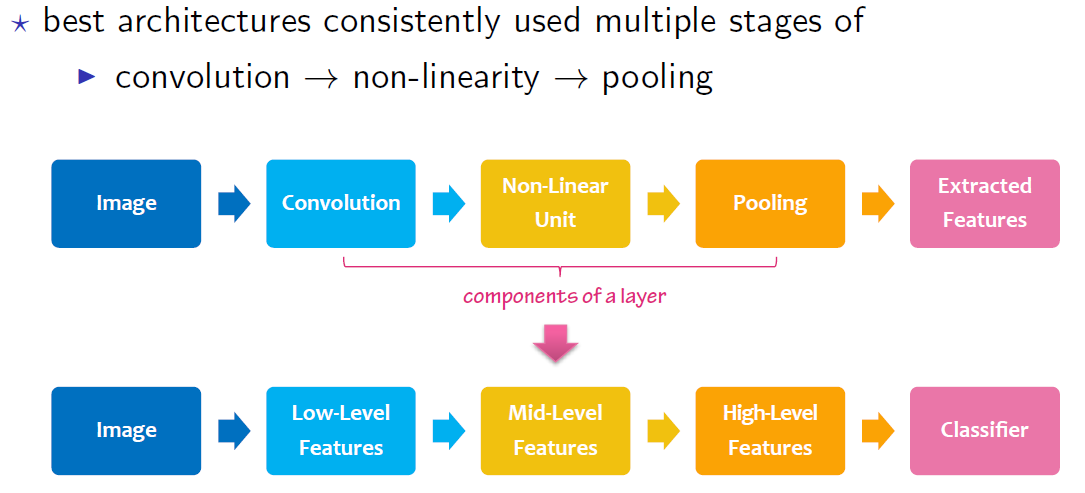 ⋆ best architectures consistently used multiple stages of
▶ convolution → non-linearity → pooling
Image
Convolution
Non-Linear
Unit
Pooling
Extracted
Features
components of a layer
Image
Low-Level
Features
Mid-Level
Features
High-Level
Features
Classifier